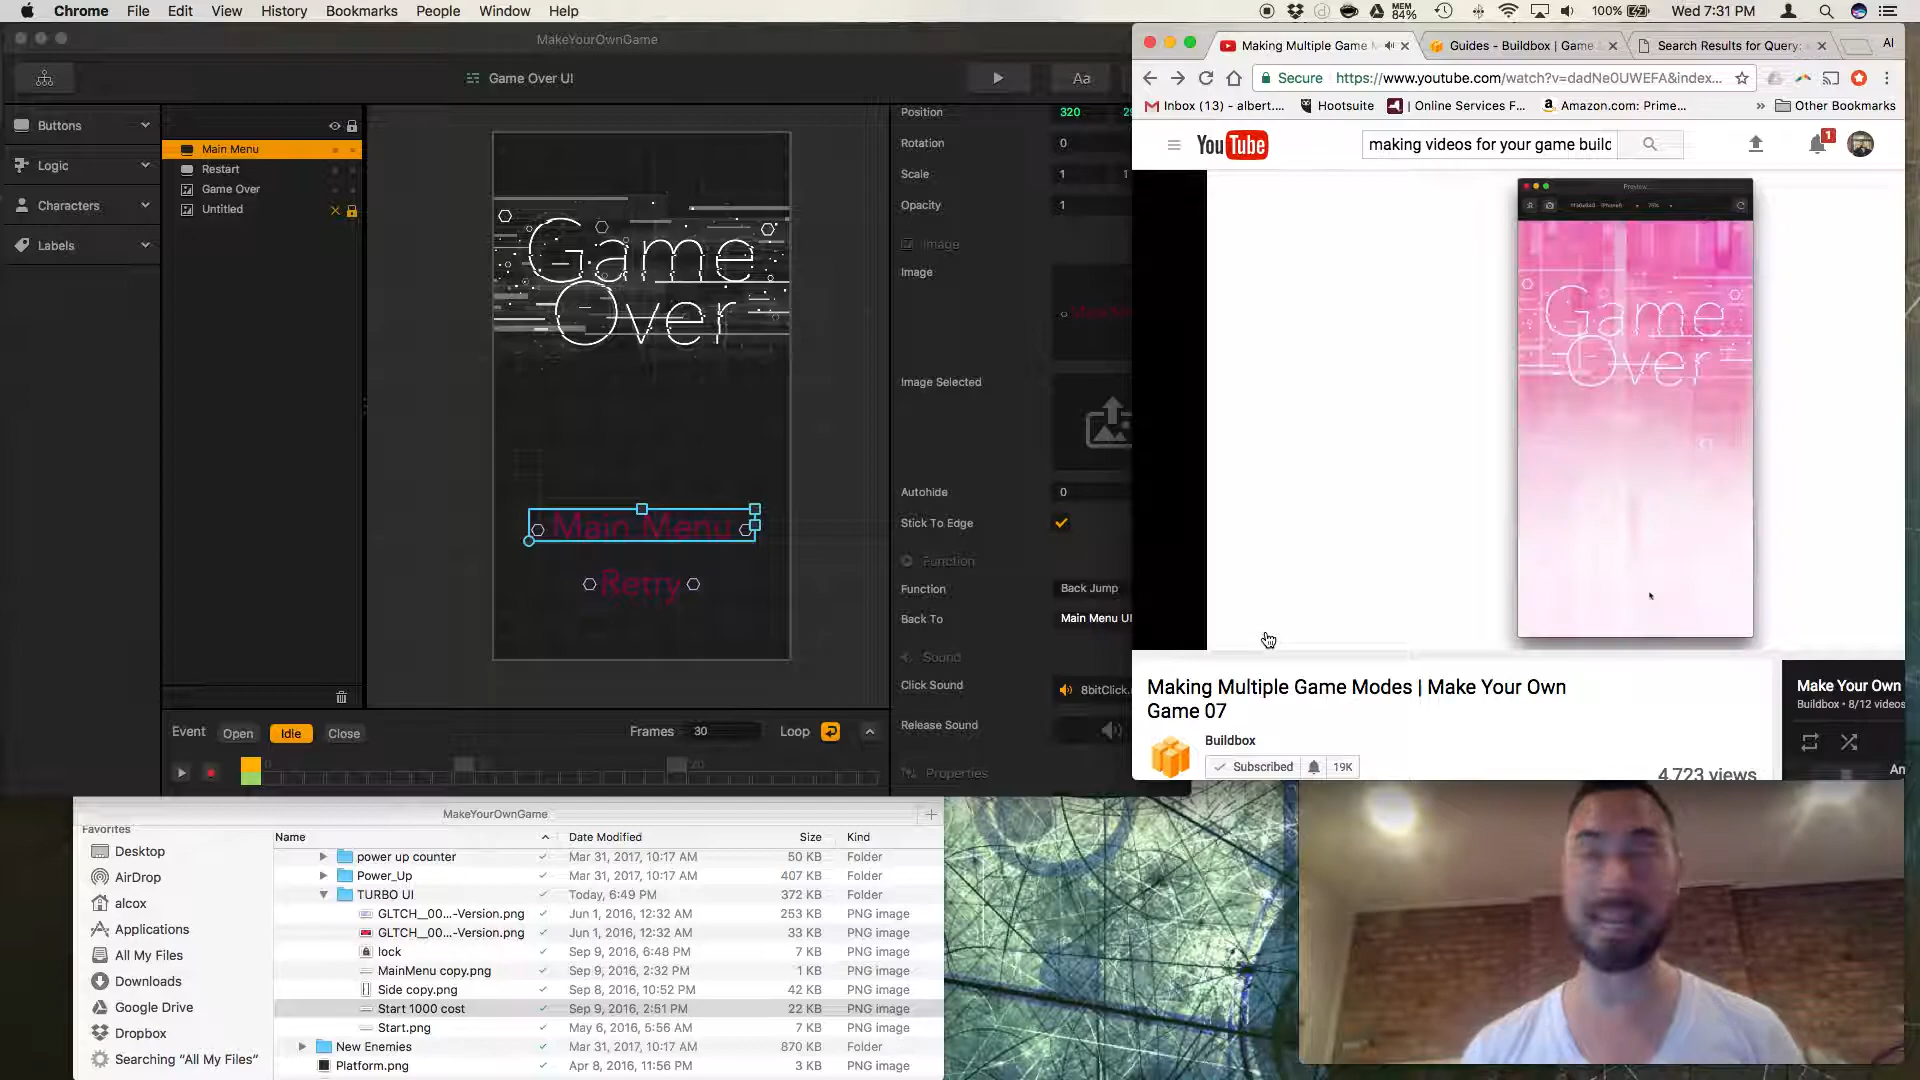 Chrome File Edit View History Bookmarks People Window Help
MEM 84% 100% Wed 7:31 PM
MakeYourOwnGame
Game Over UI
Aa
Buttons
Logic
Characters
Labels
Main Menu
Restart
Game Over
Untitled
Game
Over
Main Menu
Retry
Position 320
Rotation 0
Scale 1 1
Opacity 1
Image
Image
Image Selected
Autohide 0
Stick To Edge
Function
Function Back Jump
Back To Main Menu UI
Sound
Click Sound 8bitClick.
Release Sound
Properties
Event Open Idle Close Frames 30 Loop
0
Making Multiple Game Guides - Buildbox | Game Search Results for Query: Al
Secure https://www.youtube.com/watch?v=dadNe0UWEFA&index...
Inbox (13) - albert.... Hootsuite | Online Services F... Amazon.com: Prime... » Other Bookmarks
YouTube making videos for your game build 1
Preview
Game
Over
Making Multiple Game Modes | Make Your Own
Game 07
Buildbox
Subscribed 19K
4,723 views
Make Your Own
Buildbox • 8/12 videos
An
MakeYourOwnGame
Favorites
Desktop
AirDrop
alcox
Applications
All My Files
Downloads
Google Drive
Dropbox
Searching “All My Files”
Name Date Modified Size Kind
power up counter Mar 31, 2017, 10:17 AM 50 KB Folder
Power_Up Mar 31, 2017, 10:17 AM 407 KB Folder
TURBO UI Today, 6:49 PM 372 KB Folder
GLTCH__00...-Version.png Jun 1, 2016, 12:32 AM 253 KB PNG image
GLTCH__00...-Version.png Jun 1, 2016, 12:32 AM 33 KB PNG image
lock Sep 9, 2016, 6:48 PM 7 KB PNG image
MainMenu copy.png Sep 9, 2016, 2:32 PM 1 KB PNG image
Side copy.png Sep 8, 2016, 10:52 PM 42 KB PNG image
Start 1000 cost Sep 9, 2016, 2:51 PM 22 KB PNG image
Start.png May 6, 2016, 5:56 AM 7 KB PNG image
New Enemies Mar 31, 2017, 10:17 AM 870 KB Folder
Platform.png Apr 8, 2016, 11:56 PM 3 KB PNG image